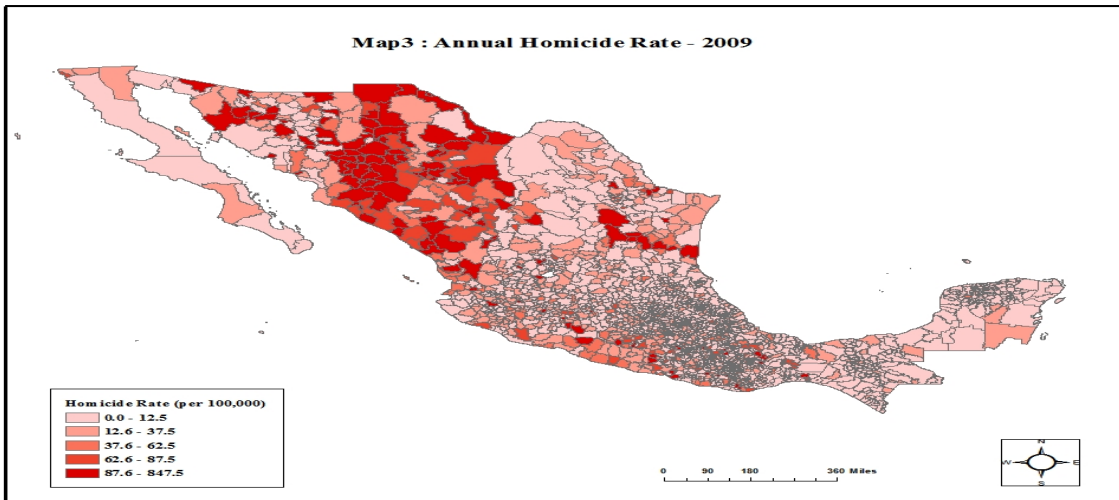 Map3 : Annual Homicide Rate - 2009
Homicide Rate (per 100,000)
0.0 - 12.5
12.6 - 37.5
37.6 - 62.5
62.6 - 87.5
87.6 - 847.5
0 90 180 360 Miles
N
W E
S